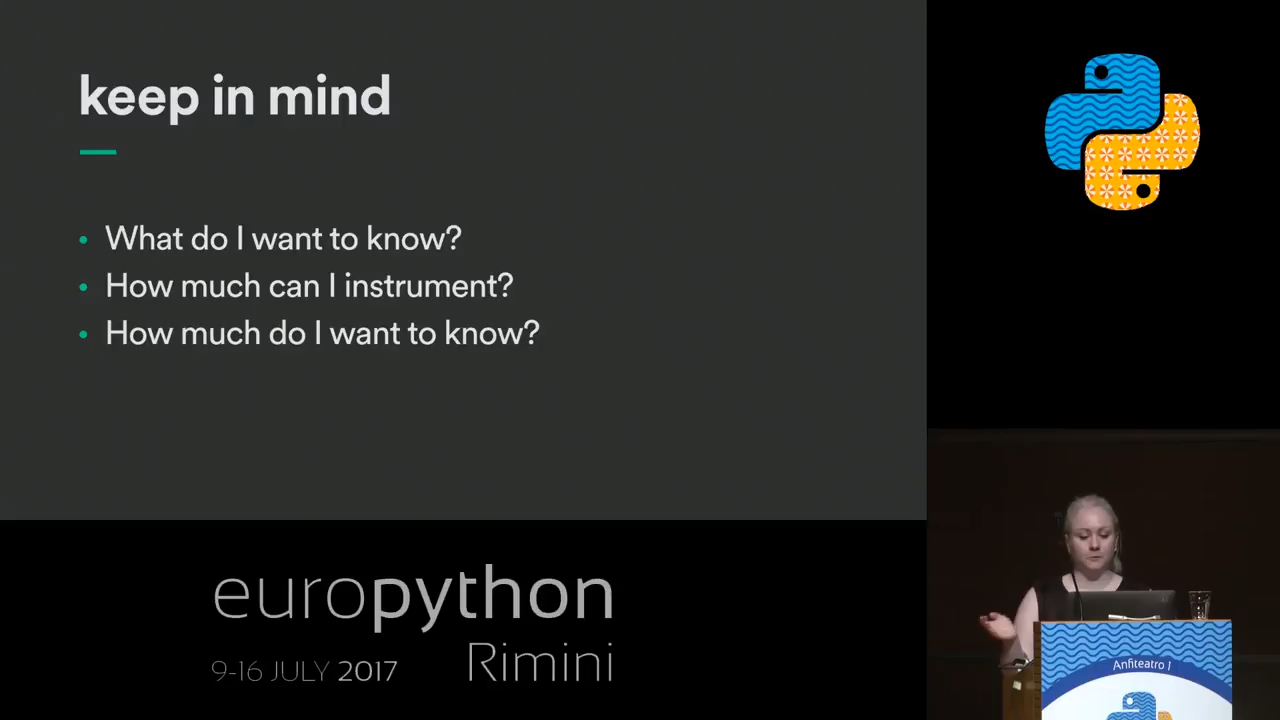 keep in mind
• What do I want to know?
• How much can I instrument?
• How much do I want to know?
europython
9-16 JULY 2017 Rimini
Anfiteatro I